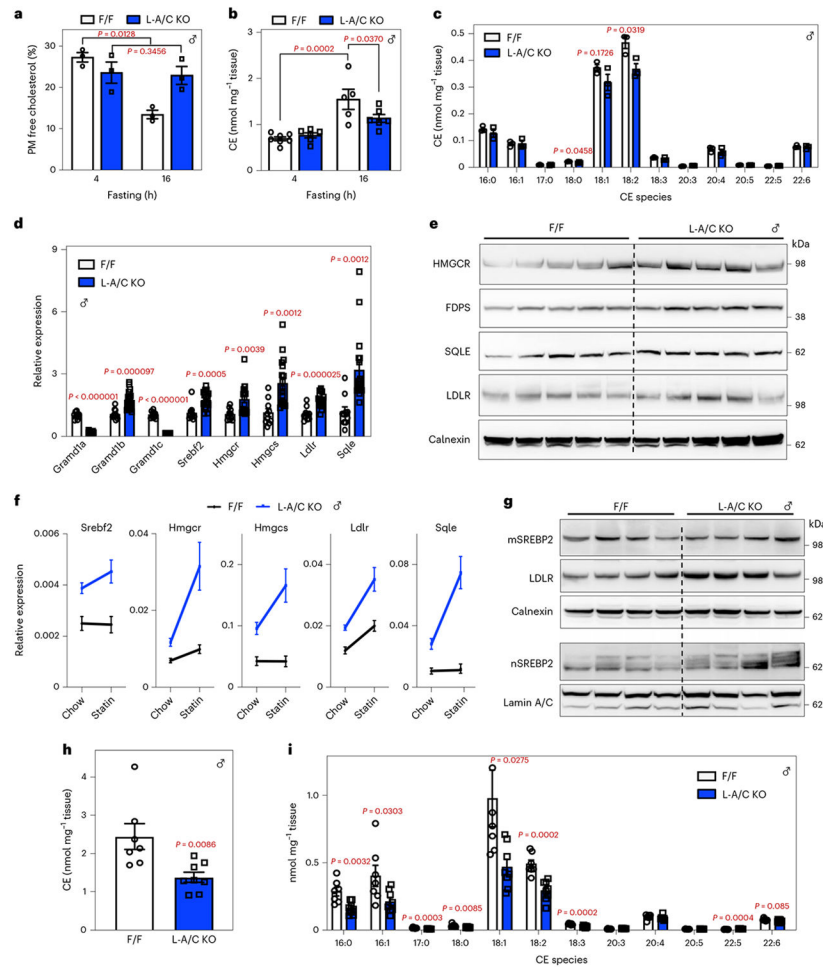 a
F/F L-A/C KO ♂
P = 0.0128
P = 0.3456
PM free cholesterol (%)
30
20
10
0
4 16
Fasting (h)
b
F/F L-A/C KO ♂
P = 0.0370
P = 0.0002
CE (nmol mg⁻¹ tissue)
3
2
1
0
4 16
Fasting (h)
c
F/F
L-A/C KO
♂
P = 0.0319
P = 0.1726
P = 0.0458
CE (nmol mg⁻¹ tissue)
0.5
0.4
0.3
0.2
0.1
0
16:0 16:1 17:0 18:0 18:1 18:2 18:3 20:3 20:4 20:5 22:5 22:6
CE species
d
F/F
L-A/C KO
♂
P = 0.0012
P = 0.0012
P = 0.0039
P = 0.0005
P = 0.000097
P = 0.000025
P < 0.000001
P < 0.000001
Relative expression
9
6
3
0
Gramd1a Gramd1b Gramd1c Srebf2 Hmgcr Hmgcs Ldlr Sqle
e
F/F L-A/C KO ♂
kDa
HMGCR 98
FDPS 38
SQLE 62
LDLR 98
Calnexin 62
f
F/F L-A/C KO ♂
Srebf2 Hmgcr Hmgcs Ldlr Sqle
Relative expression
0.006
0.004
0.002
0
0.04
0.02
0
0.2
0.1
0
0.04
0.02
0
0.08
0.04
0
Chow Statin Chow Statin Chow Statin Chow Statin Chow Statin
g
F/F L-A/C KO ♂
kDa
mSREBP2 98
LDLR 98
Calnexin 62
nSREBP2 62
Lamin A/C 62
h
♂
P = 0.0086
CE (nmol mg⁻¹ tissue)
4
3
2
1
0
F/F L-A/C KO
i
F/F
L-A/C KO
♂
P = 0.0275
P = 0.0303
P = 0.0032
P = 0.0002
P = 0.0003
P = 0.0085
P = 0.0002
P = 0.0004
P = 0.085
nmol mg⁻¹ tissue
1.0
0.5
0
16:0 16:1 17:0 18:0 18:1 18:2 18:3 20:3 20:4 20:5 22:5 22:6
CE species